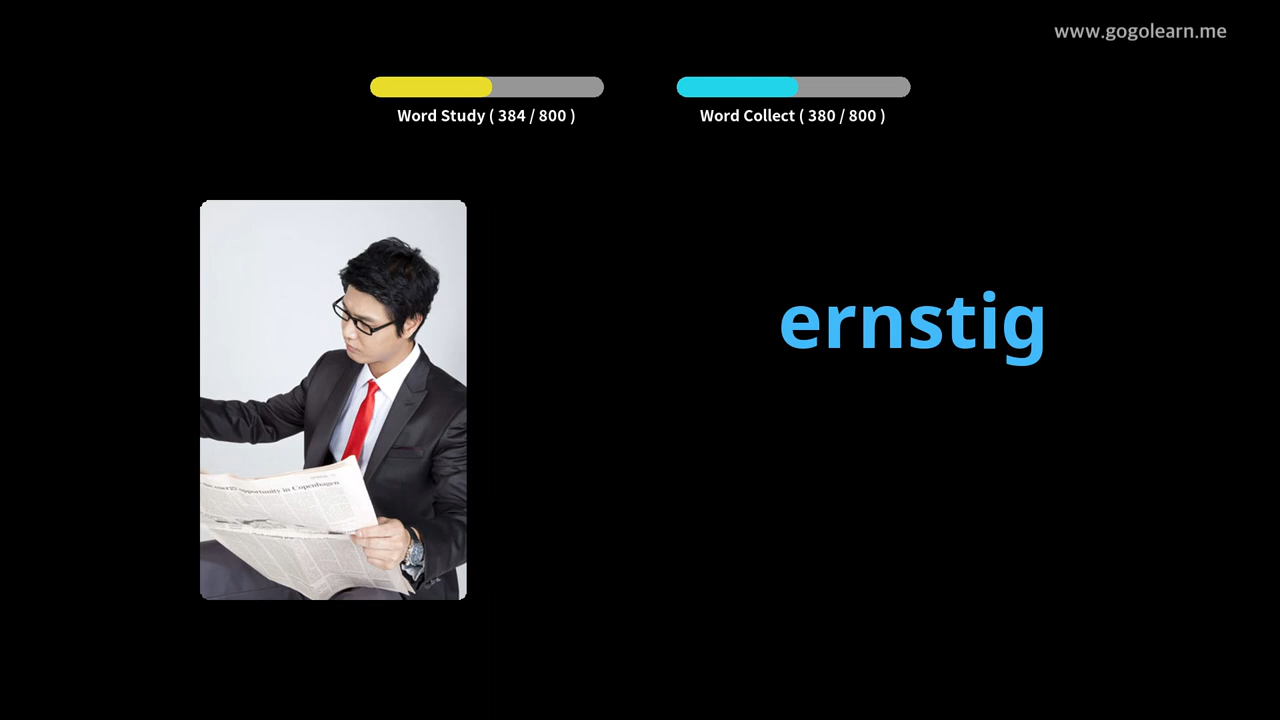 www.gogolearn.me
Word Study ( 384 / 800 )
Word Collect ( 380 / 800 )
ernstig
opportunity in Copenhagen